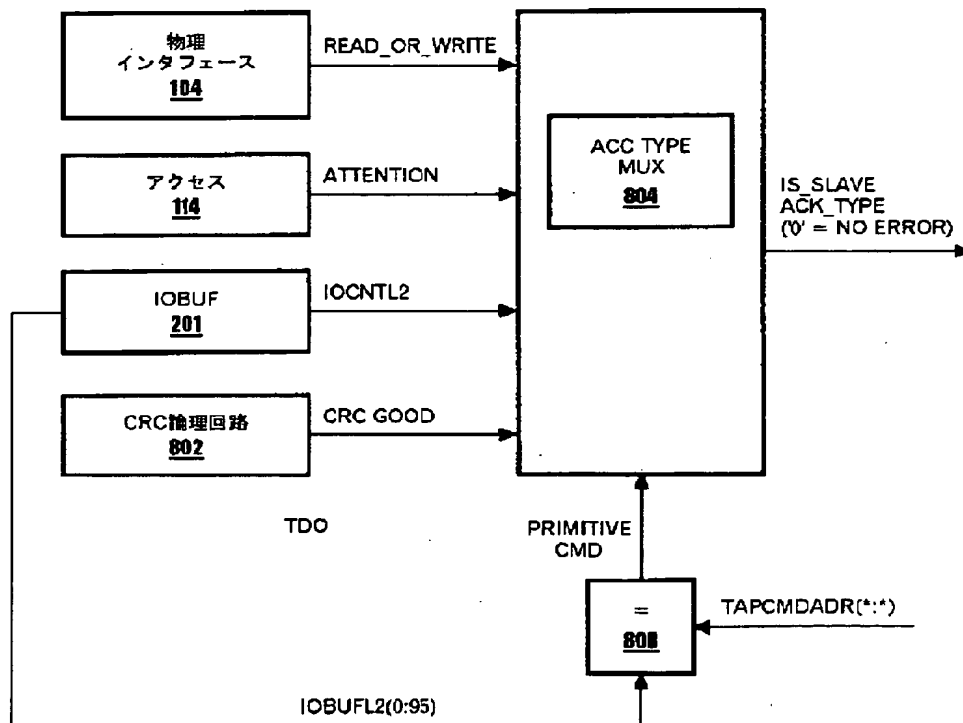 物理
インタフェース
104
READ_OR_WRITE
アクセス
114
ATTENTION
IOBUF
201
IOCNTL2
CRC論理回路
802
CRC GOOD
ACC TYPE
MUX
804
IS_SLAVE
ACK_TYPE
('0' = NO ERROR)
TDO
PRIMITIVE
CMD
=
808
TAPCMDADR(*:*)
IOBUFL2(0:95)